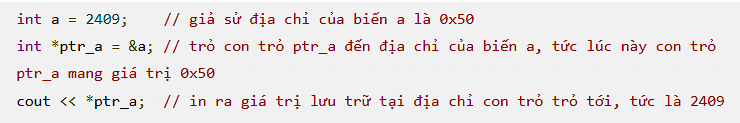 int a = 2409;    // giả sử địa chỉ của biến a là 0x50
int *ptr_a = &a; // trỏ con trỏ ptr_a đến địa chỉ của biến a, tức lúc này con trỏ
ptr_a mang giá trị 0x50
cout << *ptr_a;  // in ra giá trị lưu trữ tại địa chỉ con trỏ trỏ tới, tức là 2409